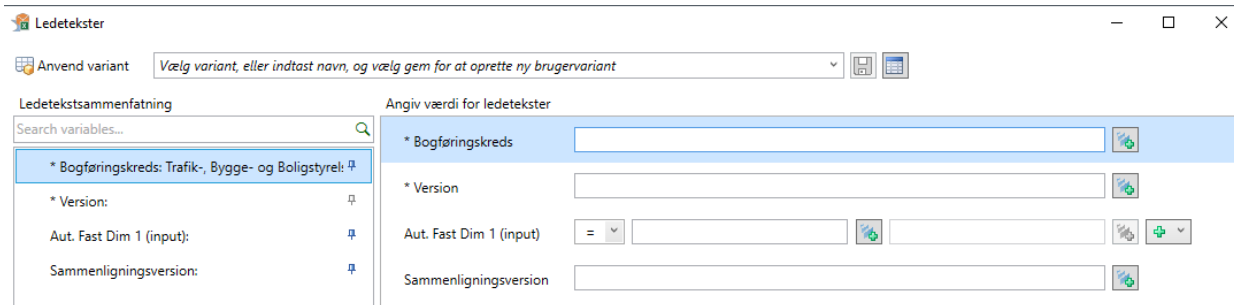 Ledetekster
Anvend variant
Vælg variant, eller indtast navn, og vælg gem for at oprette ny brugervariant
Ledetekstsammenfatning
Search variables...
* Bogføringskreds: Trafik-, Bygge- og Boligstyrels
* Version:
Aut. Fast Dim 1 (input):
Sammenligningsversion:
Angiv værdi for ledetekster
* Bogføringskreds
* Version
Aut. Fast Dim 1 (input) =
Sammenligningsversion